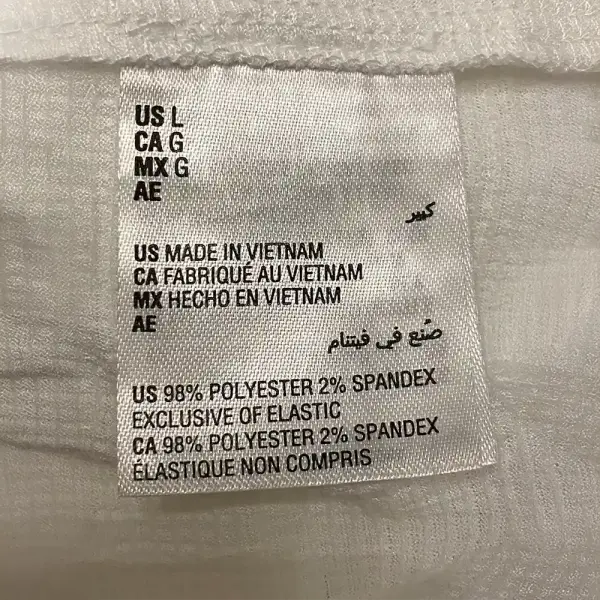 US L
CA G
MX G
AE
كبير
US MADE IN VIETNAM
CA FABRIQUÉ AU VIETNAM
MX HECHO EN VIETNAM
AE
صُنع في فيتنام
US 98% POLYESTER 2% SPANDEX
EXCLUSIVE OF ELASTIC
CA 98% POLYESTER 2% SPANDEX
ÉLASTIQUE NON COMPRIS